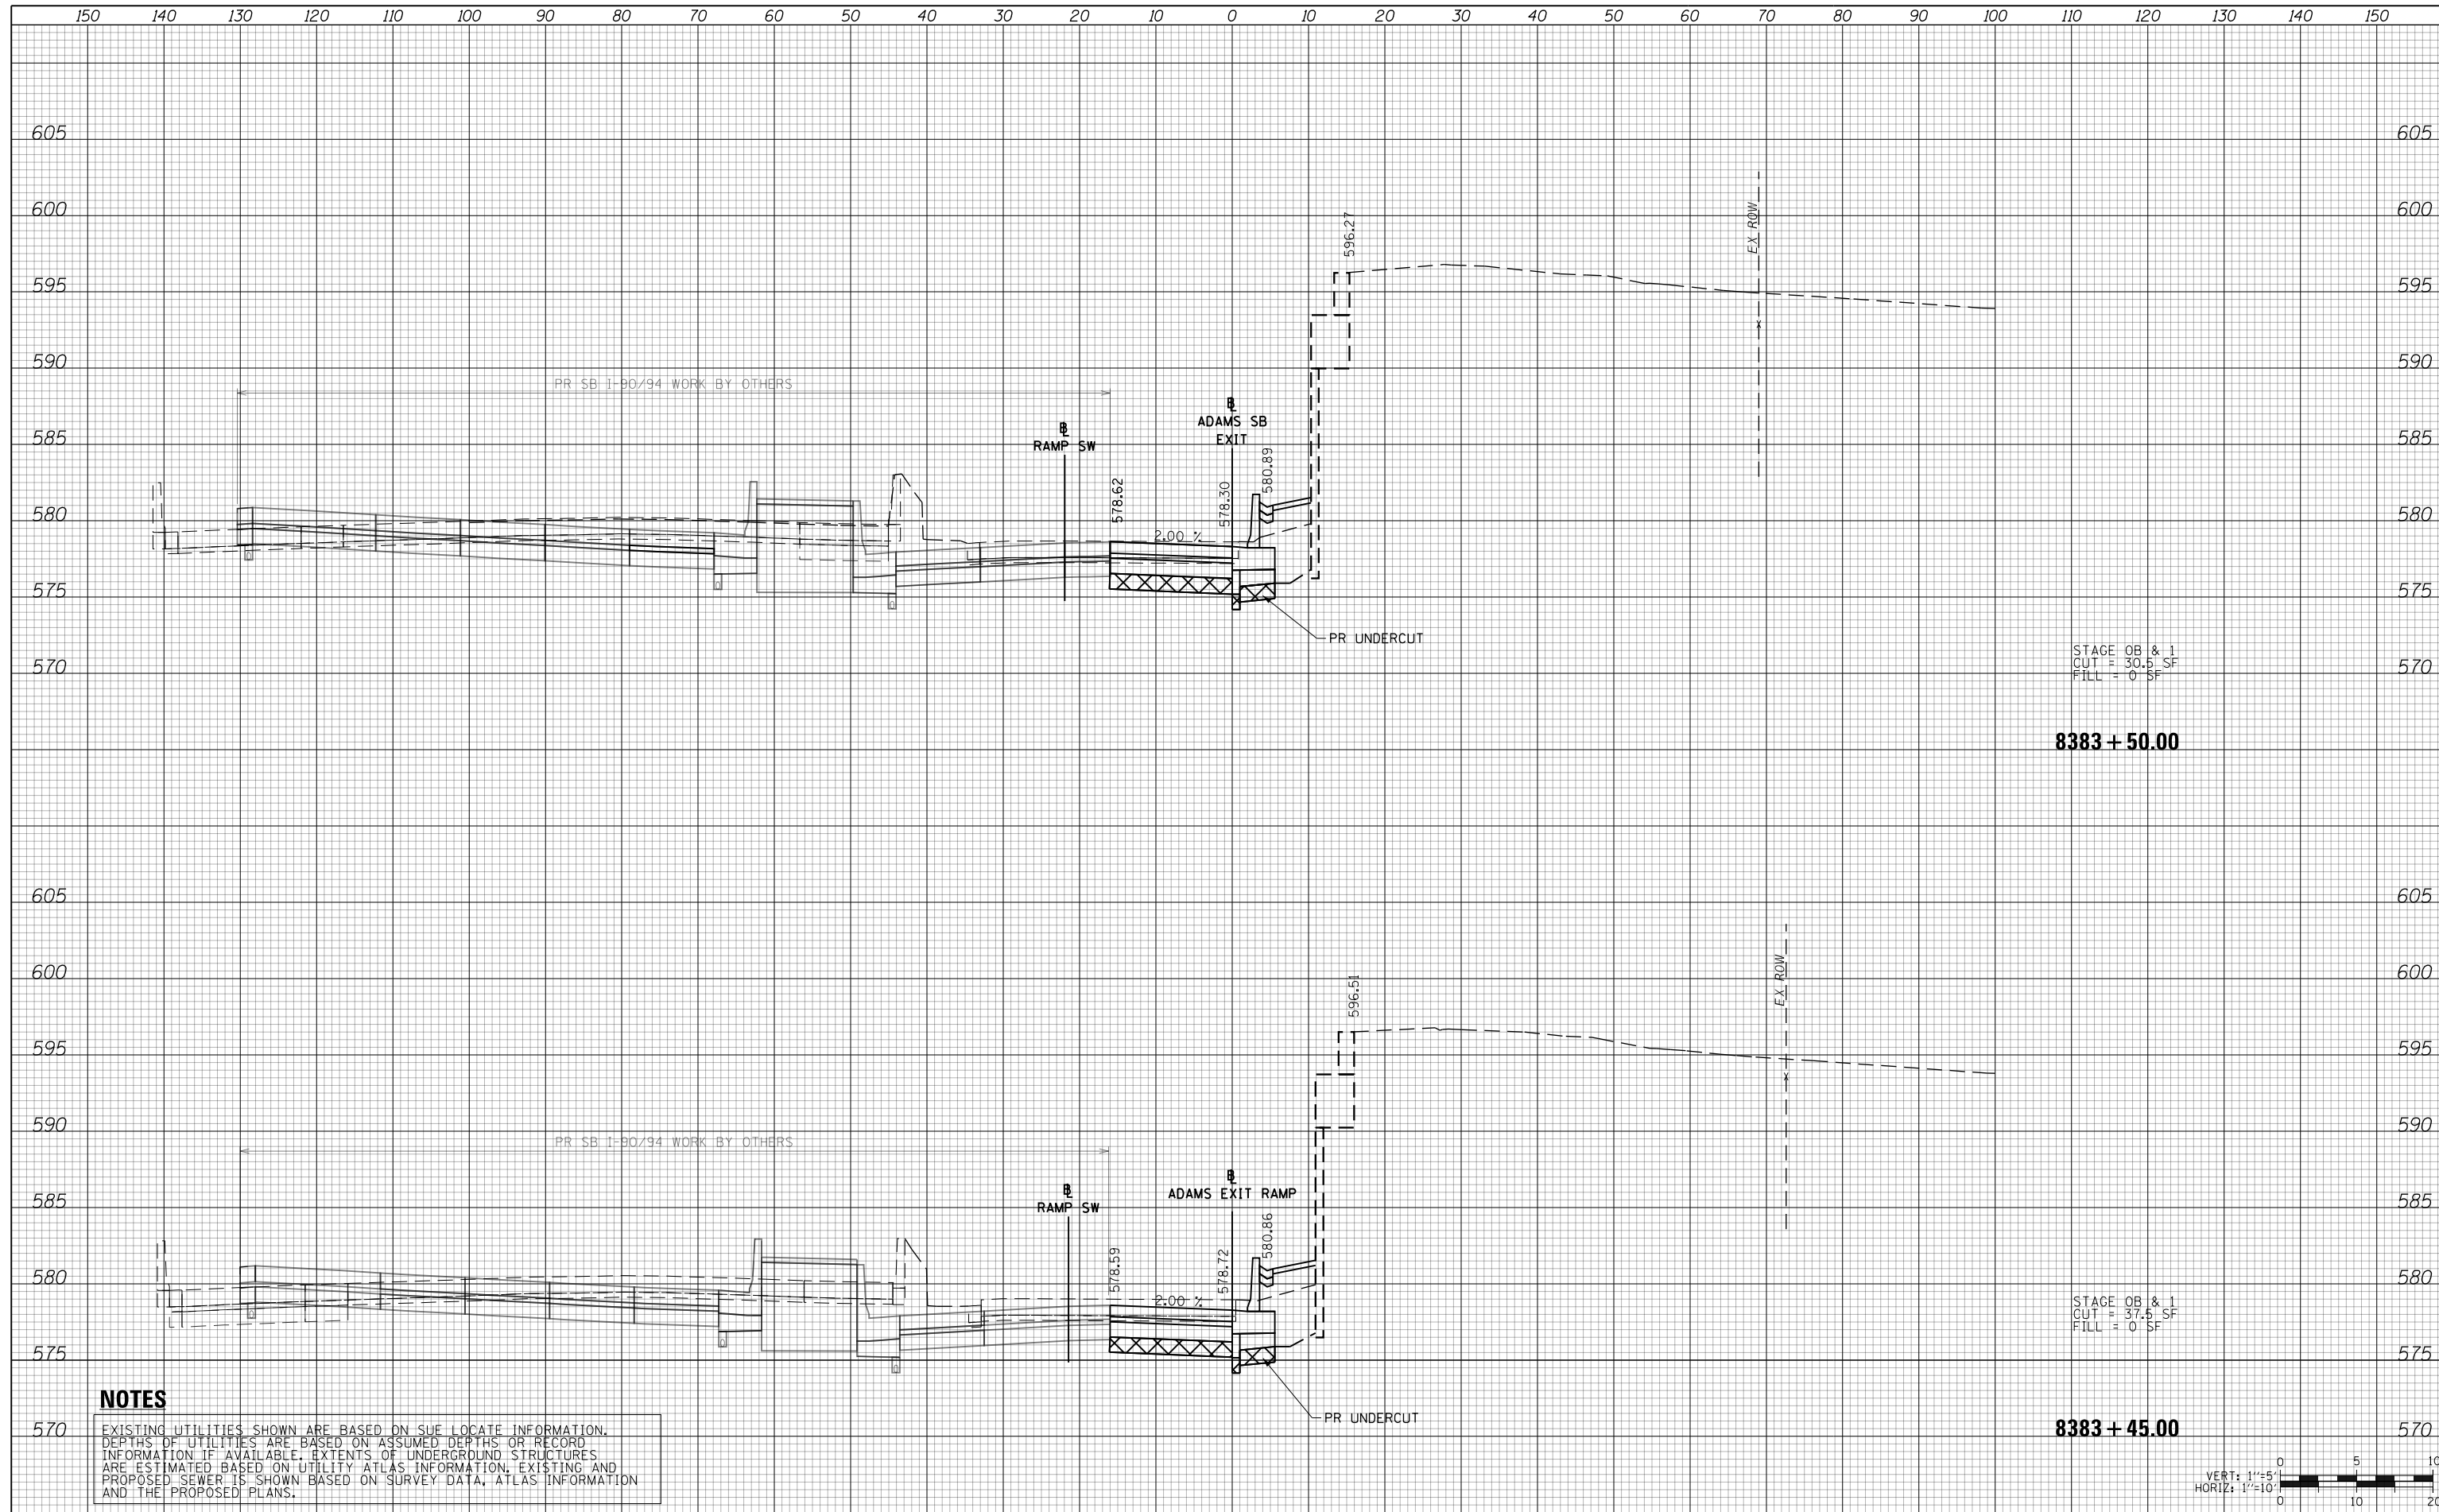 150 140 130 120 110 100 90 80 70 60 50 40 30 20 10 0 10 20 30 40 50 60 70 80 90 100 110 120 130 140 150
605 605
600 600
596.27
EX ROW
595 595
590 590
PR SB I-90/94 WORK BY OTHERS
BL
ADAMS SB
EXIT
BL
RAMP SW
585 585
580.89
578.62
578.30
580 580
2.00 %
575 575
PR UNDERCUT
570 570
STAGE 0B & 1
CUT = 30.5 SF
FILL = 0 SF
8383+50.00
605 605
600 600
596.51
EX ROW
595 595
590 590
PR SB I-90/94 WORK BY OTHERS
BL
ADAMS EXIT RAMP
BL
RAMP SW
585 585
580.86
578.59
578.72
580 580
2.00 %
STAGE 0B & 1
CUT = 37.5 SF
FILL = 0 SF
575 575
PR UNDERCUT
570 570
8383+45.00
NOTES
EXISTING UTILITIES SHOWN ARE BASED ON SUE LOCATE INFORMATION.
DEPTHS OF UTILITIES ARE BASED ON ASSUMED DEPTHS OR RECORD
INFORMATION IF AVAILABLE. EXTENTS OF UNDERGROUND STRUCTURES
ARE ESTIMATED BASED ON UTILITY ATLAS INFORMATION. EXISTING AND
PROPOSED SEWER IS SHOWN BASED ON SURVEY DATA, ATLAS INFORMATION
AND THE PROPOSED PLANS.
0 5 10
VERT: 1"=5'
HORIZ: 1"=10'
0 10 20